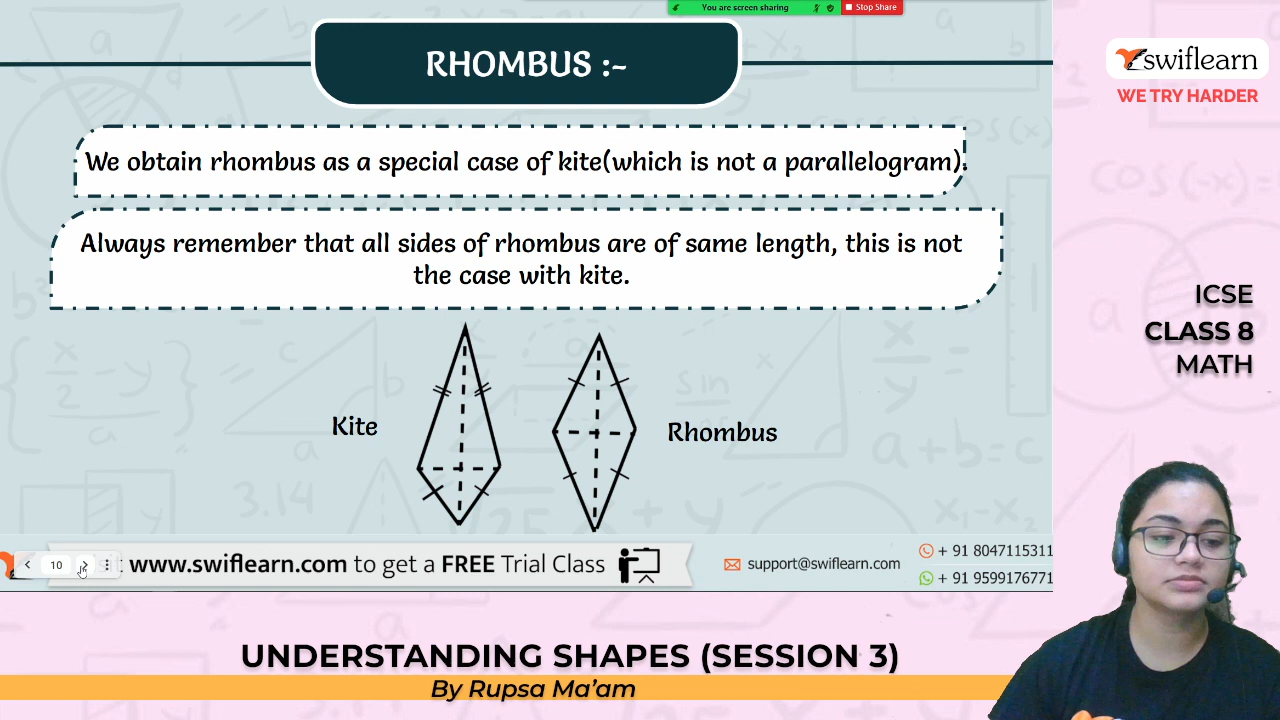 You are screen sharing
Stop Share
RHOMBUS :-
swiflearn
WE TRY HARDER
We obtain rhombus as a special case of kite(which is not a parallelogram).
Always remember that all sides of rhombus are of same length, this is not
the case with kite.
ICSE
CLASS 8
MATH
Kite
Rhombus
10
www.swiflearn.com to get a FREE Trial Class
support@swiflearn.com
+ 91 8047115311
+ 91 9599176771
UNDERSTANDING SHAPES (SESSION 3)
By Rupsa Ma'am